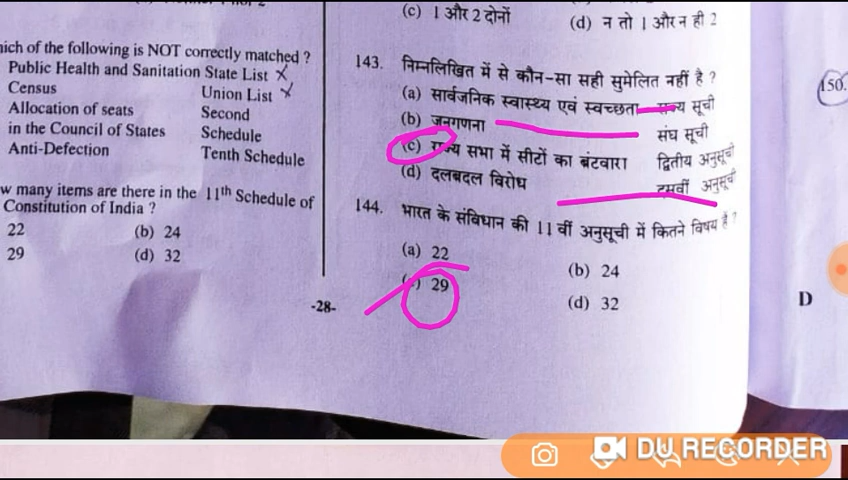 (c) 1 और 2 दोनों
(d) न तो 1 और न ही 2
ich of the following is NOT correctly matched ?
Public Health and Sanitation State List
Census Union List
Allocation of seats Second
in the Council of States Schedule
Anti-Defection Tenth Schedule
w many items are there in the 11th Schedule of
Constitution of India ?
22 (b) 24
29 (d) 32
-28-
143. निम्नलिखित में से कौन-सा सही सुमेलित नहीं है ?
(a) सार्वजनिक स्वास्थ्य एवं स्वच्छता राज्य सूची
(b) जनगणना संघ सूची
(c) राज्य सभा में सीटों का बंटवारा द्वितीय अनुसूची
(d) दलबदल विरोध दसवीं अनुसूची
144. भारत के संविधान की 11वीं अनुसूची में कितने विषय हैं ?
(a) 22 (b) 24
29 (d) 32
150.
D
DU RECORDER